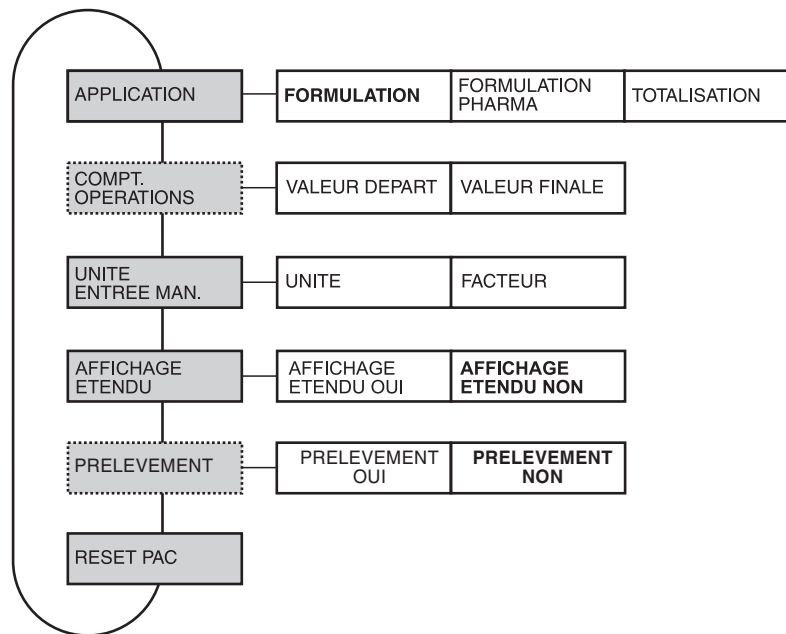 APPLICATION
FORMULATION
FORMULATION
PHARMA
TOTALISATION
COMPT.
OPERATIONS
VALEUR DEPART
VALEUR FINALE
UNITE
ENTREE MAN.
UNITE
FACTEUR
AFFICHAGE
ETENDU
AFFICHAGE
ETENDU OUI
AFFICHAGE
ETENDU NON
PRELEVEMENT
PRELEVEMENT
OUI
PRELEVEMENT
NON
RESET PAC